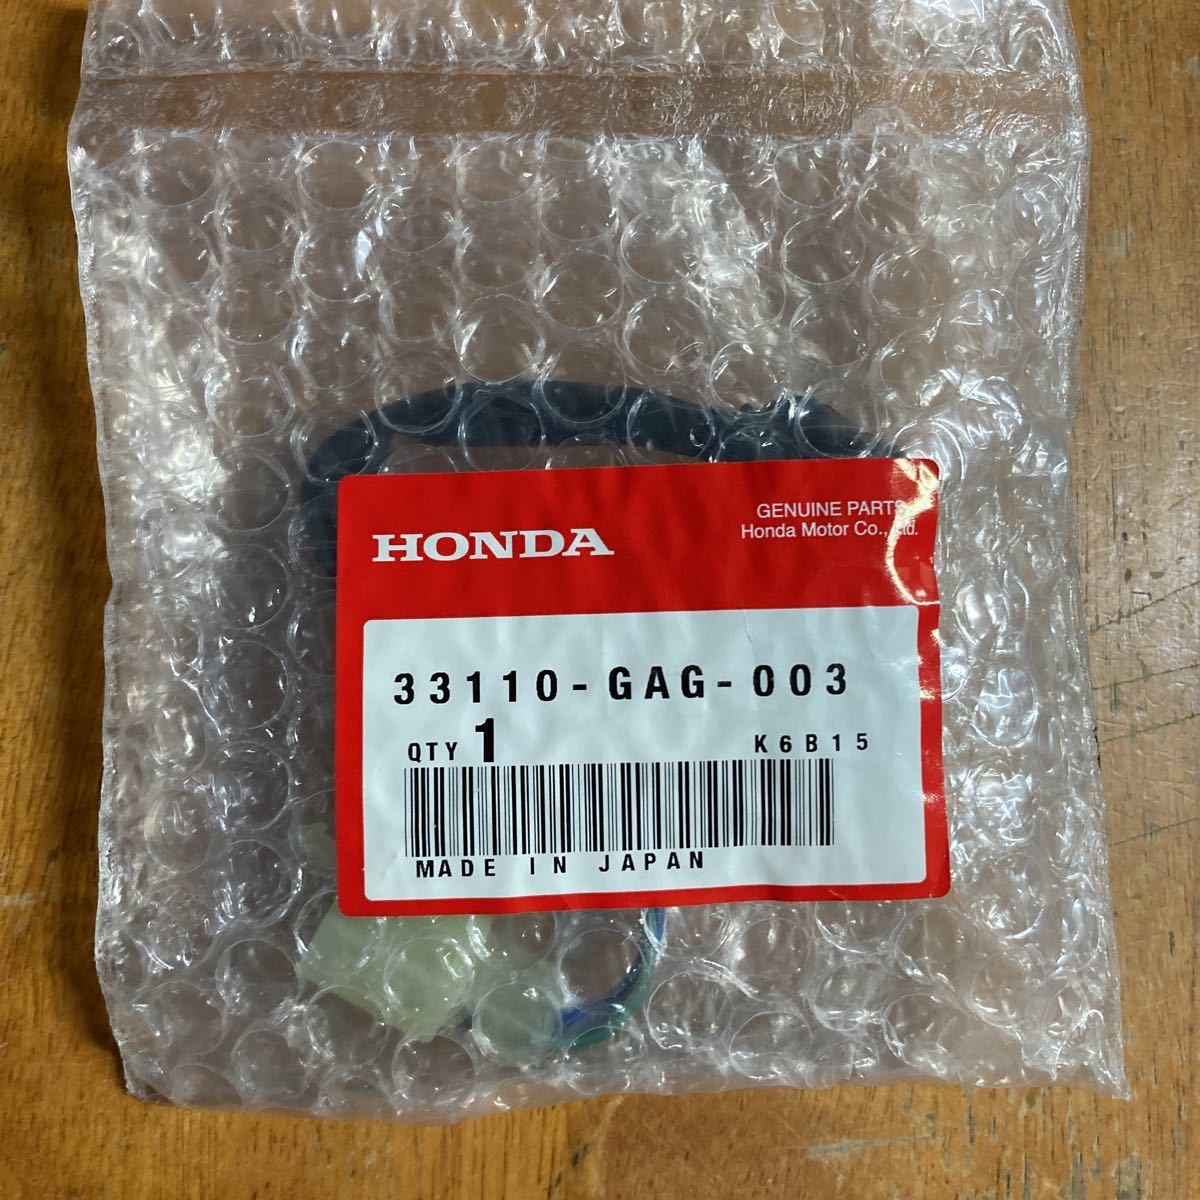 HONDA
GENUINE PARTS
Honda Motor Co., Ltd.
33110-GAG-003
QTY 1
K6B15
MADE IN JAPAN